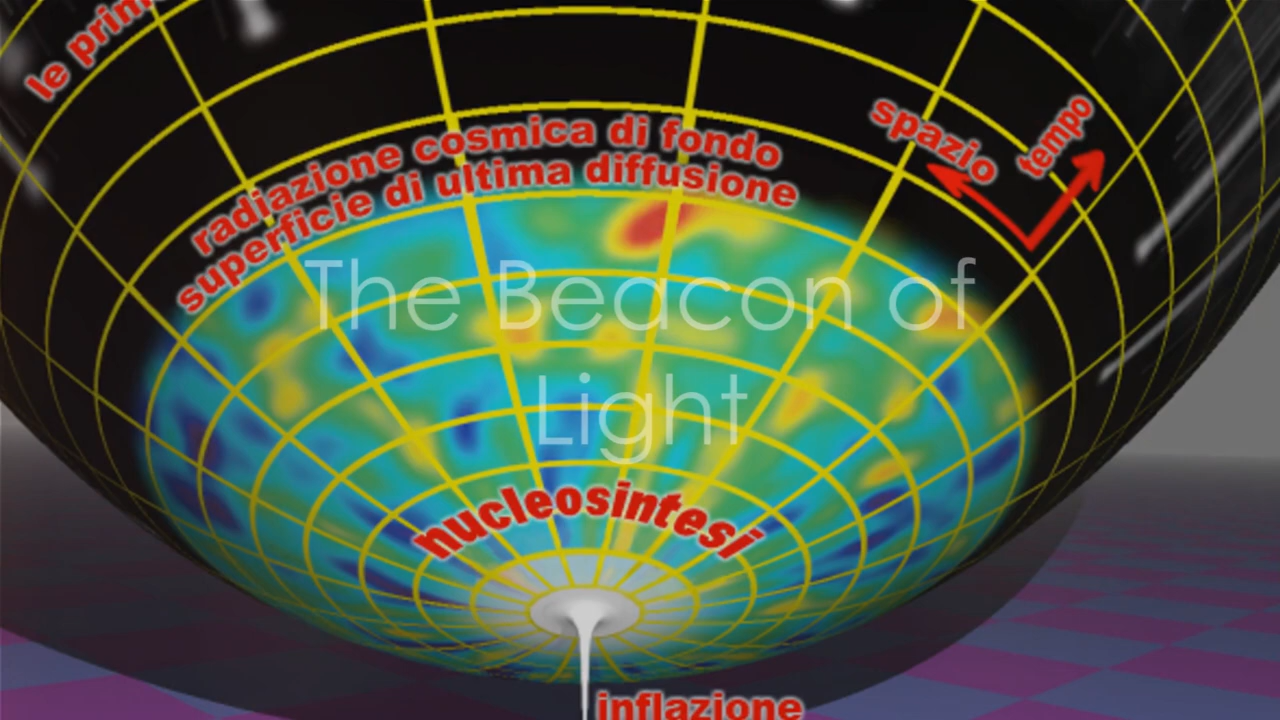 le prim
radiazione cosmica di fondo
superficie di ultima diffusione
spazio
tempo
The Beacon of
Light
nucleosintesi
inflazione